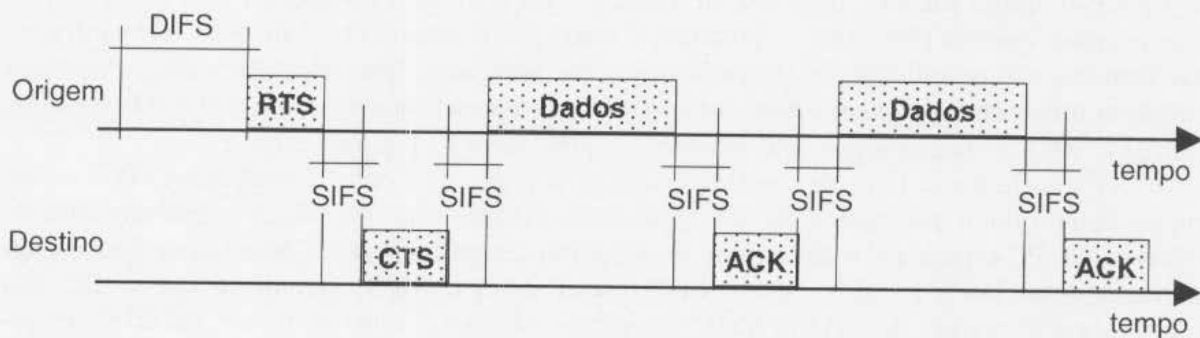 DIFS
Origem RTS Dados Dados
tempo
SIFS SIFS SIFS SIFS SIFS
Destino CTS ACK ACK
tempo